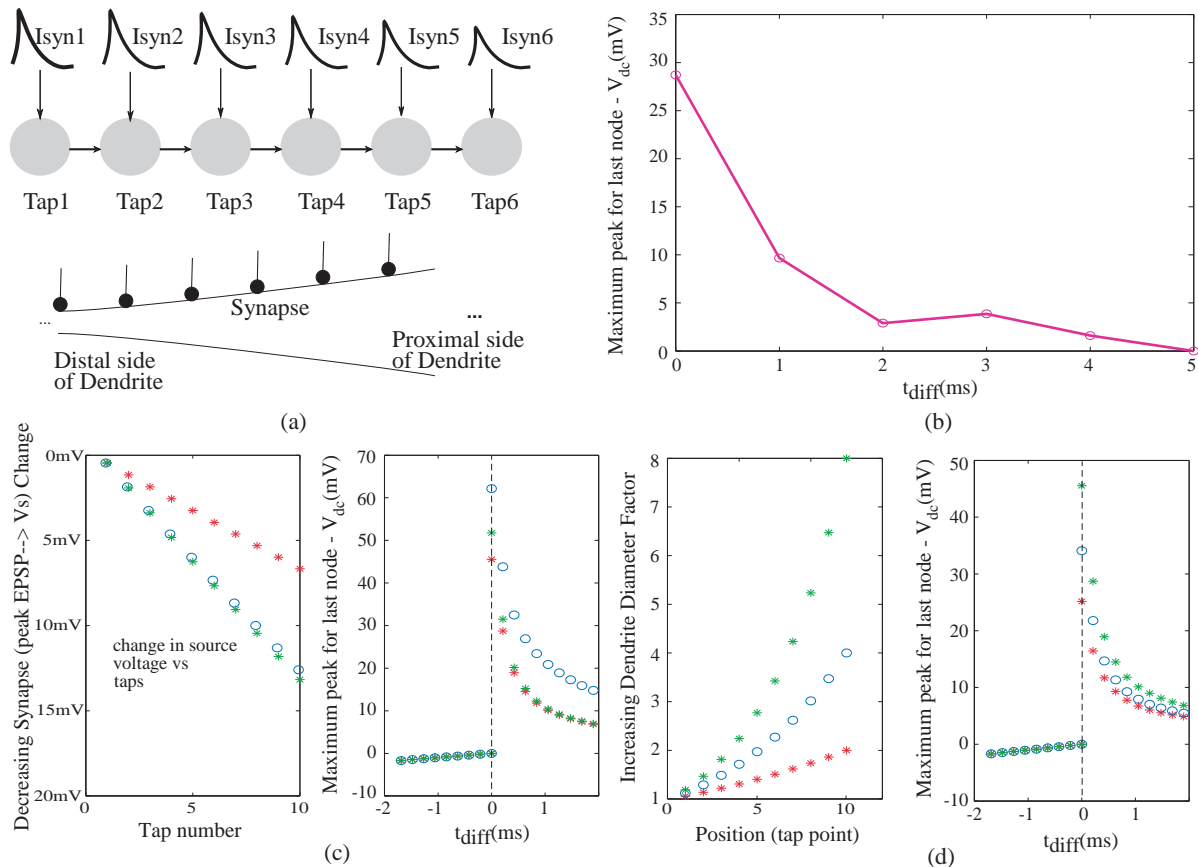 Isyn1 Isyn2 Isyn3 Isyn4 Isyn5 Isyn6
Tap1 Tap2 Tap3 Tap4 Tap5 Tap6
Synapse
...
...
Distal side
of Dendrite
Proximal side
of Dendrite
(a)
Maximum peak for last node - Vdc(mV)
35
30
25
20
15
10
5
0
0 1 2 3 4 5
tdiff(ms)
(b)
Decreasing Synapse (peak EPSP--> Vs) Change
0mV
5mV
10mV
15mV
20mV
change in source
voltage vs
taps
0 5 10
Tap number
Maximum peak for last node - Vdc(mV)
70
60
50
40
30
20
10
0
-10
-2 -1 0 1
tdiff(ms)
(c)
Increasing Dendrite Diameter Factor
8
7
6
5
4
3
2
1
0 5 10
Position (tap point)
Maximum peak for last node - Vdc(mV)
50
40
30
20
10
0
-10
-2 -1 0 1
tdiff(ms)
(d)